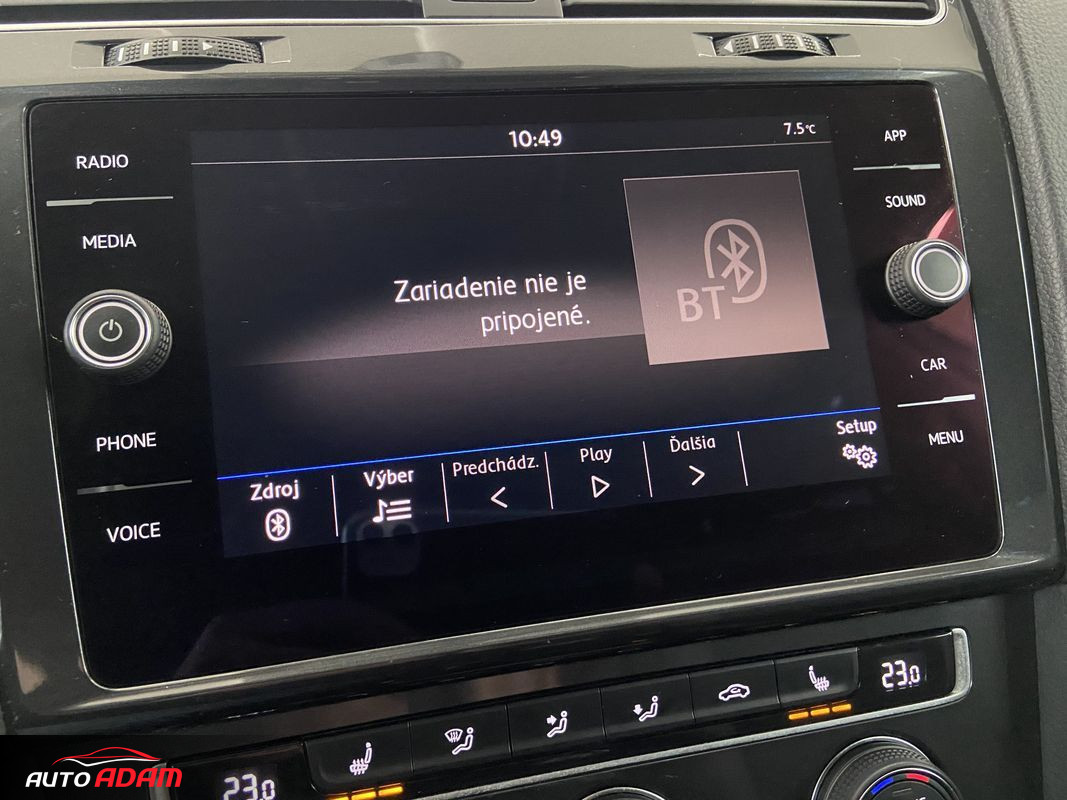 10:49
7.5°C
RADIO
MEDIA
PHONE
VOICE
APP
SOUND
CAR
MENU
Zariadenie nie je
pripojené.
BT
Zdroj
Výber
Predchádz.
Play
Ďalšia
Setup
23.0
23.0
AUTO ADAM